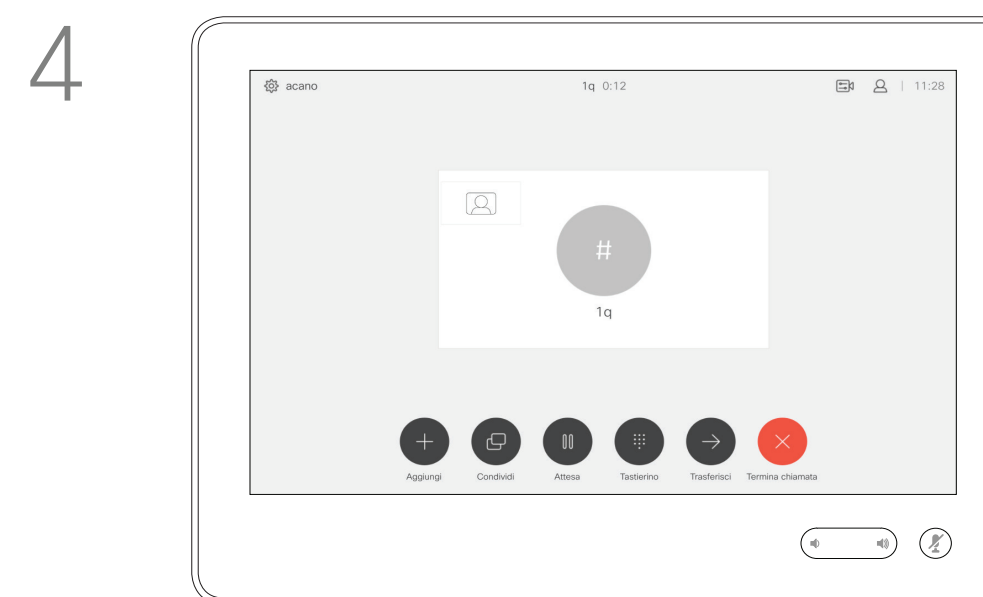 4
acano 1q 0:12 11:28
#
1q
Aggiungi Condividi Attesa Tastierino Trasferisci Termina chiamata